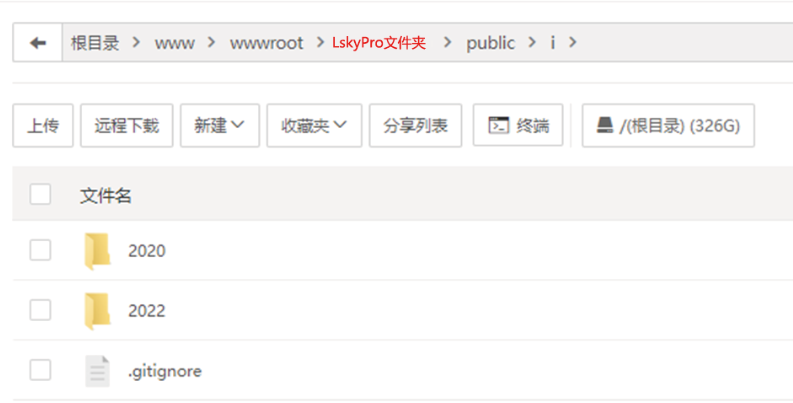 根目录 > www > wwwroot > LskyPro文件夹 > public > i >
上传 远程下载 新建 收藏夹 分享列表 终端 /(根目录) (326G)
文件名
2020
2022
.gitignore